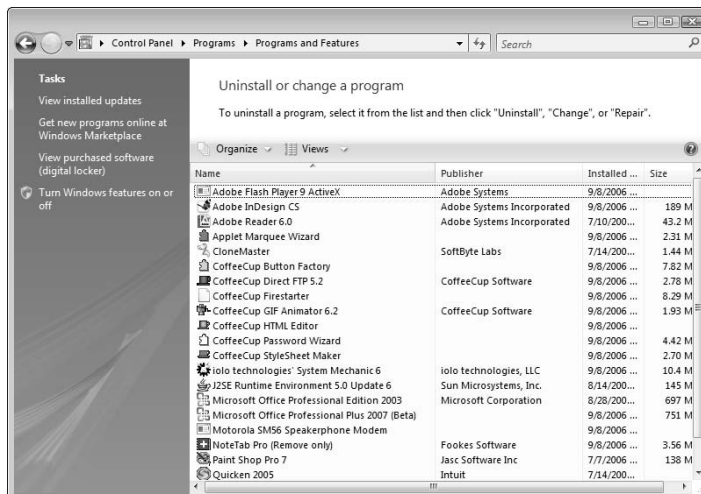 Control Panel ▸ Programs ▸ Programs and Features
Search
Tasks
View installed updates
Get new programs online at
Windows Marketplace
View purchased software
(digital locker)
Turn Windows features on or
off
Uninstall or change a program
To uninstall a program, select it from the list and then click "Uninstall", "Change", or "Repair".
Organize Views
Name Publisher Installed ... Size
Adobe Flash Player 9 ActiveX Adobe Systems 9/8/2006 ...
Adobe InDesign CS Adobe Systems Incorporated 9/8/2006 ... 189 M
Adobe Reader 6.0 Adobe Systems Incorporated 7/10/200... 43.2 M
Applet Marquee Wizard 9/8/2006 ... 2.31 M
CloneMaster SoftByte Labs 7/14/200... 1.44 M
CoffeeCup Button Factory 9/8/2006 ... 7.82 M
CoffeeCup Direct FTP 5.2 CoffeeCup Software 9/8/2006 ... 2.78 M
CoffeeCup Firestarter 9/8/2006 ... 8.29 M
CoffeeCup GIF Animator 6.2 CoffeeCup Software 9/8/2006 ... 1.93 M
CoffeeCup HTML Editor 9/8/2006 ...
CoffeeCup Password Wizard 9/8/2006 ... 4.42 M
CoffeeCup StyleSheet Maker 9/8/2006 ... 2.70 M
iolo technologies' System Mechanic 6 iolo technologies, LLC 9/8/2006 ... 10.4 M
J2SE Runtime Environment 5.0 Update 6 Sun Microsystems, Inc. 8/14/200... 145 M
Microsoft Office Professional Edition 2003 Microsoft Corporation 8/28/200... 697 M
Microsoft Office Professional Plus 2007 (Beta) 9/8/2006 ... 751 M
Motorola SM56 Speakerphone Modem 9/8/2006 ...
NoteTab Pro (Remove only) Fookes Software 9/8/2006 ... 3.56 M
Paint Shop Pro 7 Jasc Software Inc 7/7/2006 ... 138 M
Quicken 2005 Intuit 7/14/200...